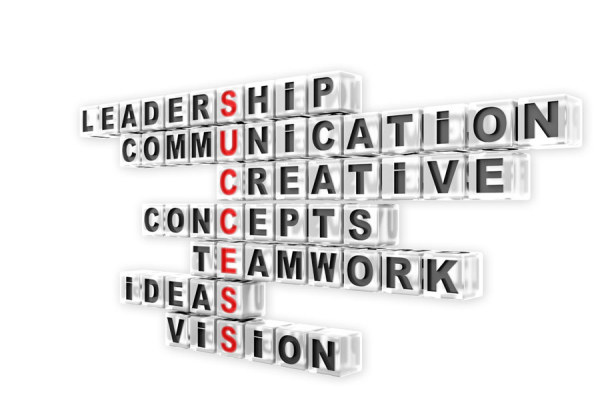 LEADERSHiP
COMMUNiCATiON
CREATiVE
CONCEPTS
TEAMWORK
iDEAS
ViSiON